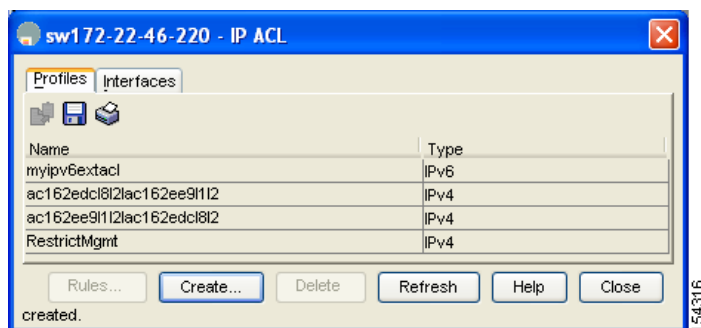 sw172-22-46-220 - IP ACL
Profiles Interfaces
Name Type
myipv6extacl IPv6
ac162edcl8l2lac162ee9l1l2 IPv4
ac162ee9l1l2lac162edcl8l2 IPv4
RestrictMgmt IPv4
Rules... Create... Delete Refresh Help Close
created.
54316